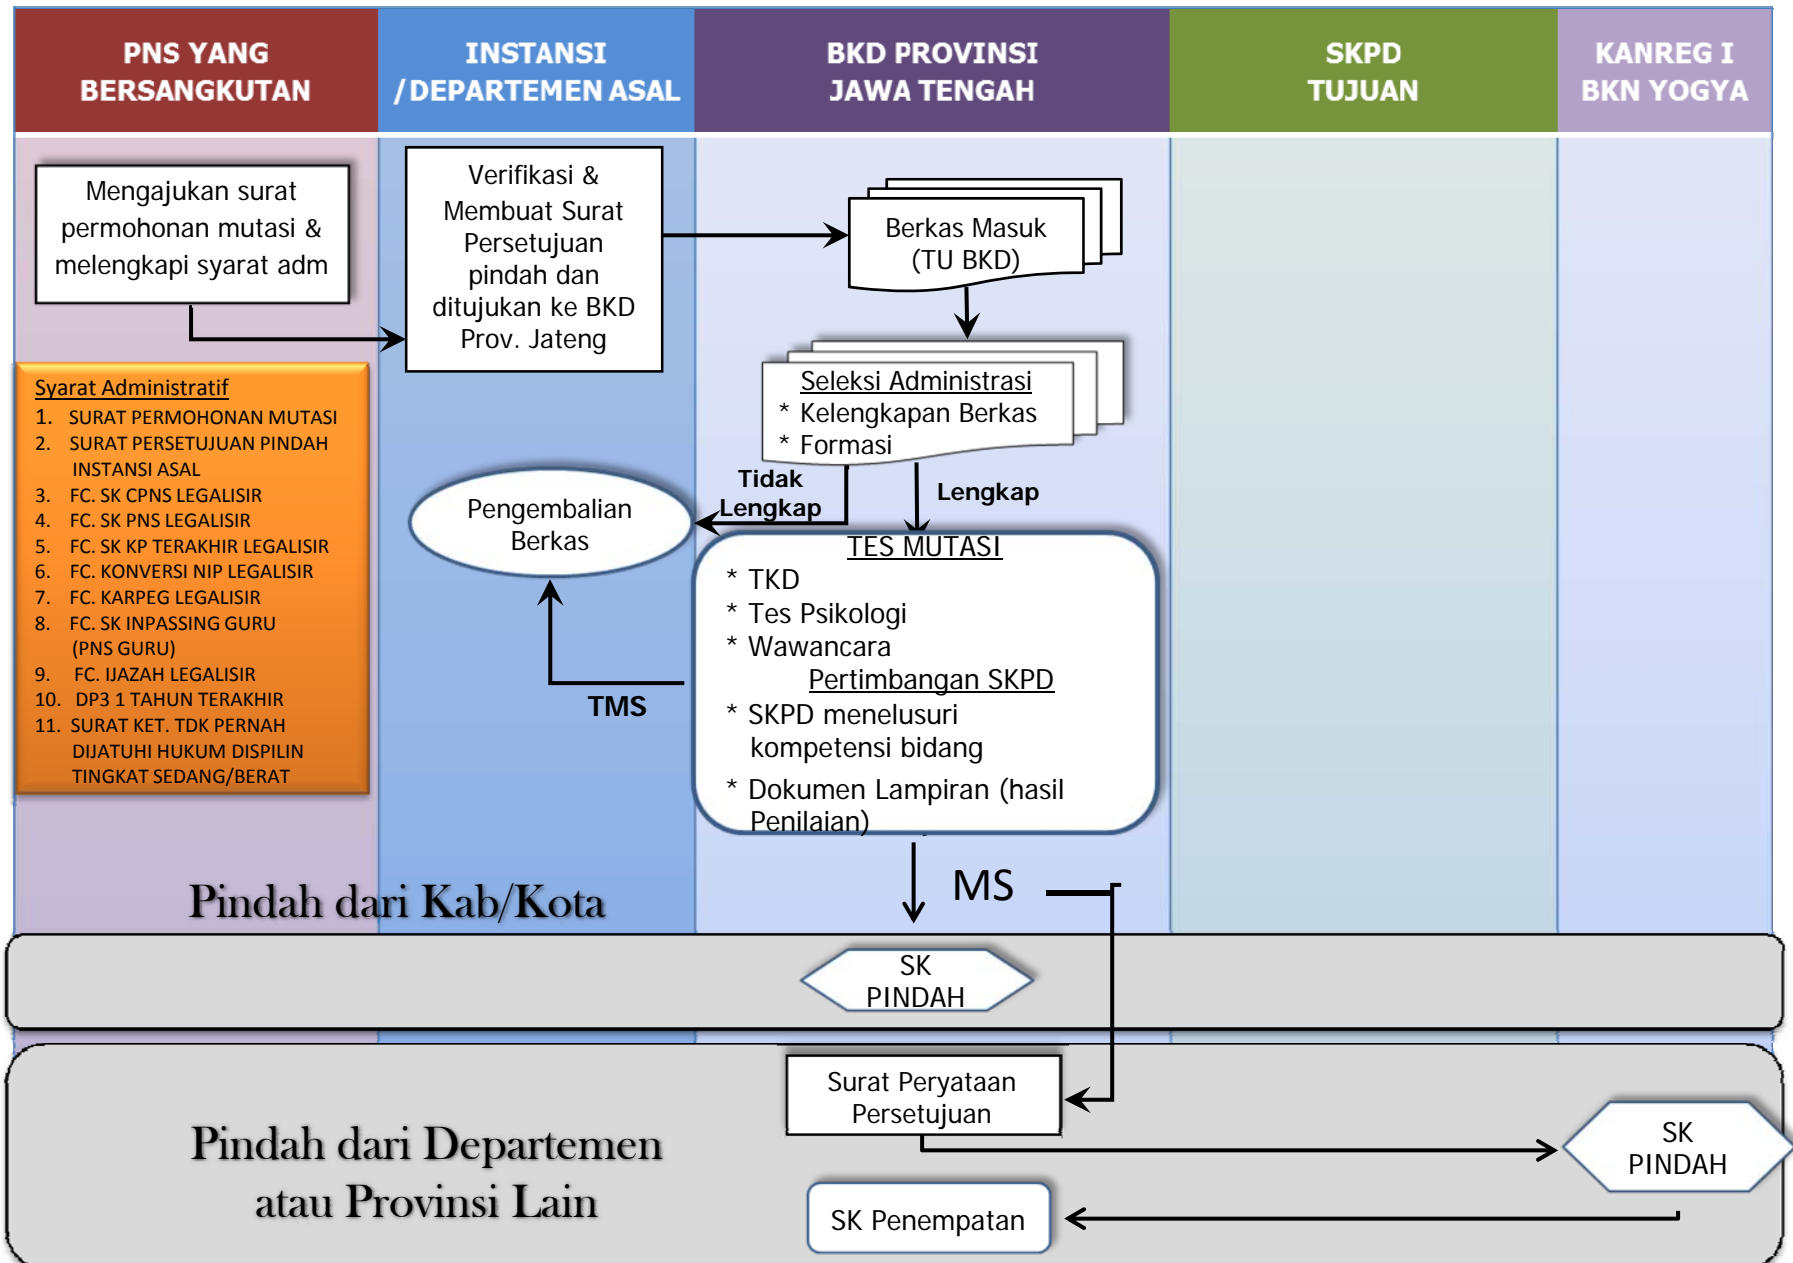 PNS YANG
BERSANGKUTAN
INSTANSI
/DEPARTEMEN ASAL
BKD PROVINSI
JAWA TENGAH
SKPD
TUJUAN
KANREG I
BKN YOGYA
Mengajukan surat
permohonan mutasi &
melengkapi syarat adm
Verifikasi &
Membuat Surat
Persetujuan
pindah dan
ditujukan ke BKD
Prov. Jateng
Berkas Masuk
(TU BKD)
Seleksi Administrasi
* Kelengkapan Berkas
* Formasi
Tidak
Lengkap
Lengkap
Pengembalian
Berkas
Syarat Administratif
1. SURAT PERMOHONAN MUTASI
2. SURAT PERSETUJUAN PINDAH
INSTANSI ASAL
3. FC. SK CPNS LEGALISIR
4. FC. SK PNS LEGALISIR
5. FC. SK KP TERAKHIR LEGALISIR
6. FC. KONVERSI NIP LEGALISIR
7. FC. KARPEG LEGALISIR
8. FC. SK INPASSING GURU
(PNS GURU)
9. FC. IJAZAH LEGALISIR
10. DP3 1 TAHUN TERAKHIR
11. SURAT KET. TDK PERNAH
DIJATUHI HUKUM DISPILIN
TINGKAT SEDANG/BERAT
TES MUTASI
* TKD
* Tes Psikologi
* Wawancara
Pertimbangan SKPD
* SKPD menelusuri
kompetensi bidang
* Dokumen Lampiran (hasil
Penilaian)
TMS
MS
Pindah dari Kab/Kota
SK
PINDAH
Surat Peryataan
Persetujuan
Pindah dari Departemen
atau Provinsi Lain
SK
PINDAH
SK Penempatan